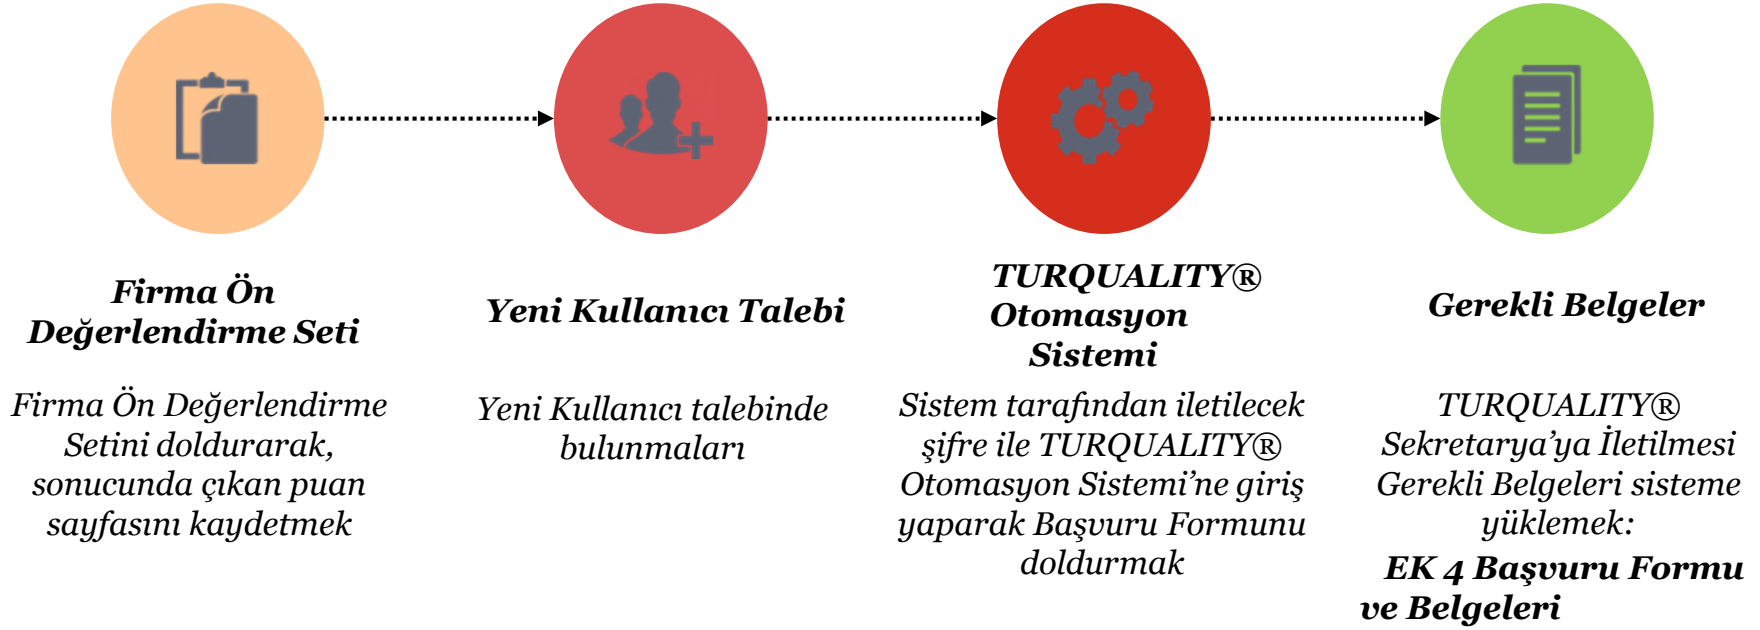 Firma Ön
Değerlendirme Seti
Firma Ön Değerlendirme
Setini doldurarak,
sonucunda çıkan puan
sayfasını kaydetmek
Yeni Kullanıcı Talebi
Yeni Kullanıcı talebinde
bulunmaları
TURQUALITY®
Otomasyon
Sistemi
Sistem tarafından iletilecek
şifre ile TURQUALITY®
Otomasyon Sistemi’ne giriş
yaparak Başvuru Formunu
doldurmak
Gerekli Belgeler
TURQUALITY®
Sekretarya’ya İletilmesi
Gerekli Belgeleri sisteme
yüklemek:
EK 4 Başvuru Formu
ve Belgeleri